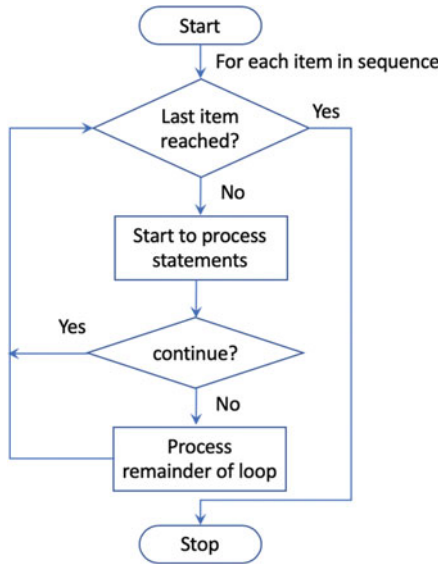 Start
For each item in sequence
Last item
reached?
Yes
No
Start to process
statements
Yes
continue?
No
Process
remainder of loop
Stop